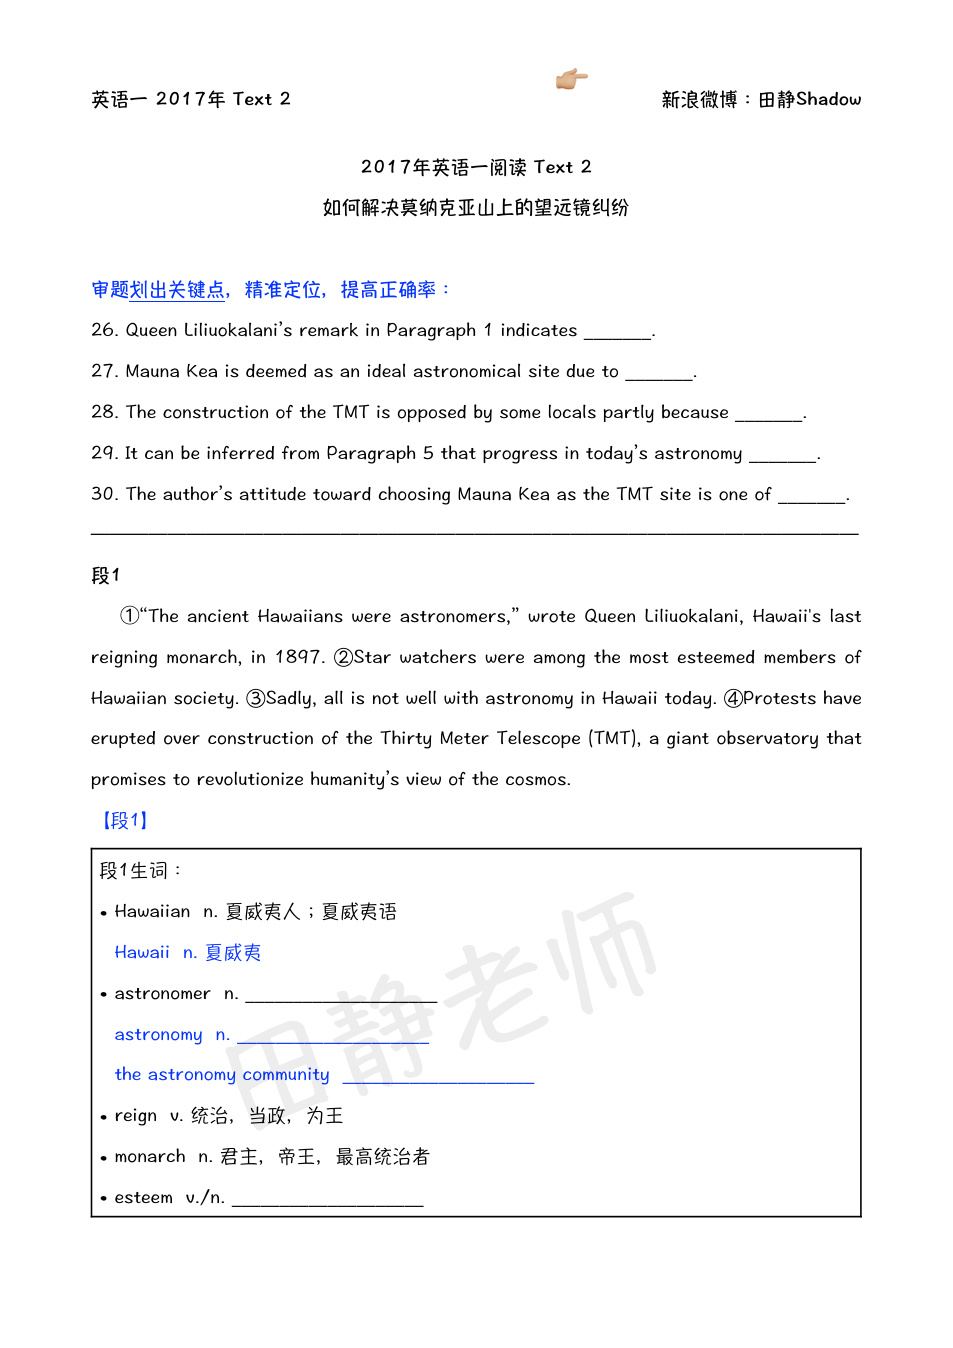 英语一 2017年 Text 2 新浪微博：田静Shadow
2017年英语一阅读 Text 2
如何解决莫纳克亚山上的望远镜纠纷
审题划出关键点，精准定位，提高正确率：
26. Queen Liliuokalani’s remark in Paragraph 1 indicates _______.
27. Mauna Kea is deemed as an ideal astronomical site due to _______.
28. The construction of the TMT is opposed by some locals partly because _______.
29. It can be inferred from Paragraph 5 that progress in today’s astronomy _______.
30. The author’s attitude toward choosing Mauna Kea as the TMT site is one of _______.
段1
①“The ancient Hawaiians were astronomers,” wrote Queen Liliuokalani, Hawaii's last
reigning monarch, in 1897. ②Star watchers were among the most esteemed members of
Hawaiian society. ③Sadly, all is not well with astronomy in Hawaii today. ④Protests have
erupted over construction of the Thirty Meter Telescope (TMT), a giant observatory that
promises to revolutionize humanity’s view of the cosmos.
【段1】
段1生词：
• Hawaiian n. 夏威夷人；夏威夷语
Hawaii n. 夏威夷
• astronomer n. ____________________
astronomy n. ____________________
the astronomy community ____________________
• reign v. 统治，当政，为王
• monarch n. 君主，帝王，最高统治者
• esteem v./n. ____________________
田静老师